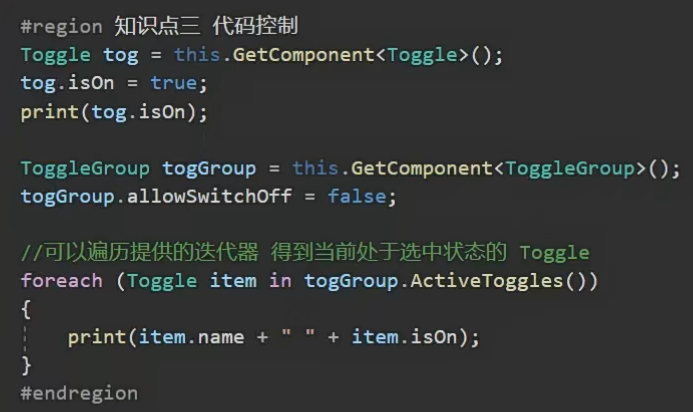 #region 知识点三 代码控制
Toggle tog = this.GetComponent<Toggle>();
tog.isOn = true;
print(tog.isOn);
ToggleGroup togGroup = this.GetComponent<ToggleGroup>();
togGroup.allowSwitchOff = false;
//可以遍历提供的迭代器 得到当前处于选中状态的 Toggle
foreach (Toggle item in togGroup.ActiveToggles())
{
print(item.name + " " + item.isOn);
}
#endregion